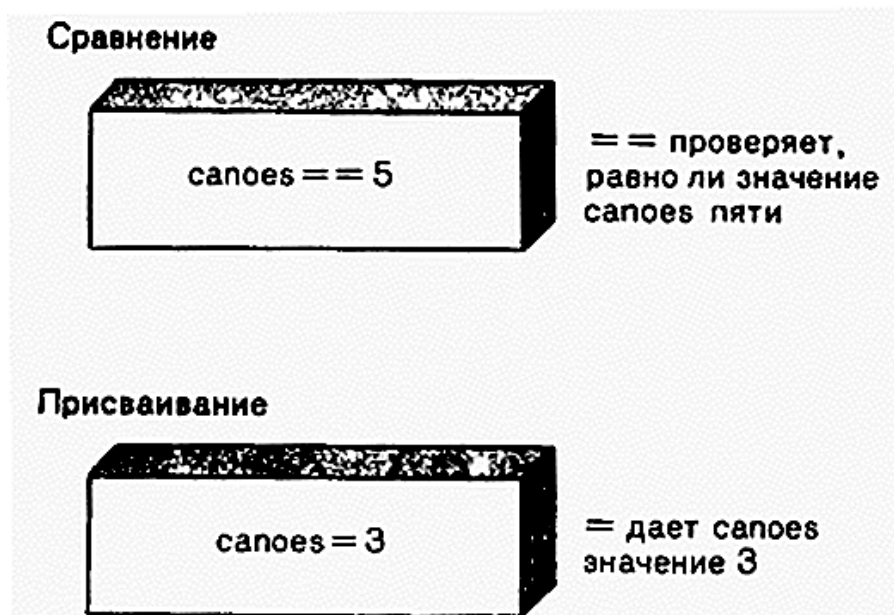 Сравнение
canoes == 5
== проверяет,
равно ли значение
canoes пяти
Присваивание
canoes = 3
= дает canoes
значение 3